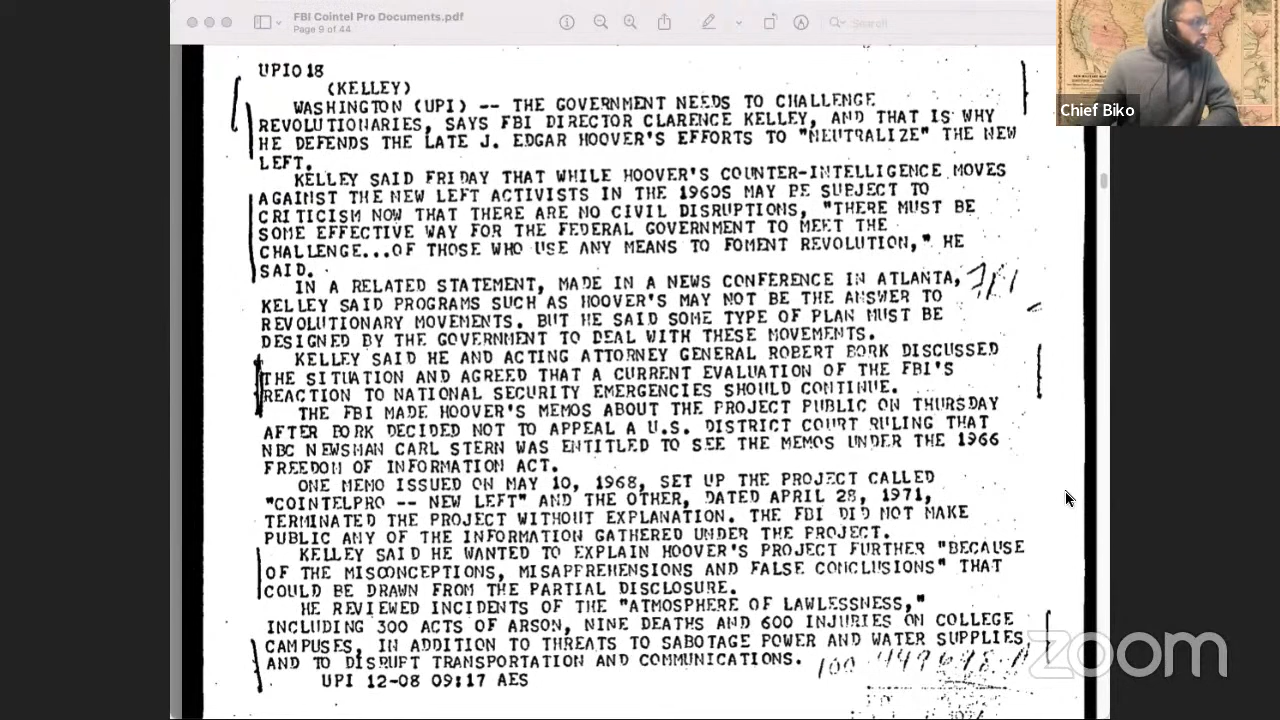 FBI Cointel Pro Documents.pdf
Page 9 of 44
Search
Chief Biko
UPI018
(KELLEY)
WASHINGTON (UPI) -- THE GOVERNMENT NEEDS TO CHALLENGE
REVOLUTIONARIES, SAYS FBI DIRECTOR CLARENCE KELLEY, AND THAT IS WHY
HE DEFENDS THE LATE J. EDGAR HOOVER'S EFFORTS TO "NEUTRALIZE" THE NEW
LEFT.
KELLEY SAID FRIDAY THAT WHILE HOOVER'S COUNTER-INTELLIGENCE MOVES
AGAINST THE NEW LEFT ACTIVISTS IN THE 1960S MAY BE SUBJECT TO
CRITICISM NOW THAT THERE ARE NO CIVIL DISRUPTIONS, "THERE MUST BE
SOME EFFECTIVE WAY FOR THE FEDERAL GOVERNMENT TO MEET THE
CHALLENGE...OF THOSE WHO USE ANY MEANS TO FOMENT REVOLUTION," HE
SAID.
IN A RELATED STATEMENT, MADE IN A NEWS CONFERENCE IN ATLANTA,
KELLEY SAID PROGRAMS SUCH AS HOOVER'S MAY NOT BE THE ANSWER TO
REVOLUTIONARY MOVEMENTS. BUT HE SAID SOME TYPE OF PLAN MUST BE
DESIGNED BY THE GOVERNMENT TO DEAL WITH THESE MOVEMENTS.
KELLEY SAID HE AND ACTING ATTORNEY GENERAL ROBERT BORK DISCUSSED
THE SITUATION AND AGREED THAT A CURRENT EVALUATION OF THE FBI'S
REACTION TO NATIONAL SECURITY EMERGENCIES SHOULD CONTINUE.
THE FBI MADE HOOVER'S MEMOS ABOUT THE PROJECT PUBLIC ON THURSDAY
AFTER BORK DECIDED NOT TO APPEAL A U.S. DISTRICT COURT RULING THAT
NBC NEWSMAN CARL STERN WAS ENTITLED TO SEE THE MEMOS UNDER THE 1966
FREEDOM OF INFORMATION ACT.
ONE MEMO ISSUED ON MAY 10, 1968, SET UP THE PROJECT CALLED
"COINTELPRO -- NEW LEFT" AND THE OTHER, DATED APRIL 28, 1971,
TERMINATED THE PROJECT WITHOUT EXPLANATION. THE FBI DID NOT MAKE
PUBLIC ANY OF THE INFORMATION GATHERED UNDER THE PROJECT.
KELLEY SAID HE WANTED TO EXPLAIN HOOVER'S PROJECT FURTHER "BECAUSE
OF THE MISCONCEPTIONS, MISAPPREHENSIONS AND FALSE CONCLUSIONS" THAT
COULD BE DRAWN FROM THE PARTIAL DISCLOSURE.
HE REVIEWED INCIDENTS OF THE "ATMOSPHERE OF LAWLESSNESS,"
INCLUDING 300 ACTS OF ARSON, NINE DEATHS AND 600 INJURIES ON COLLEGE
CAMPUSES, IN ADDITION TO THREATS TO SABOTAGE POWER AND WATER SUPPLIES
AND TO DISRUPT TRANSPORTATION AND COMMUNICATIONS.
UPI 12-08 09:17 AES
zoom